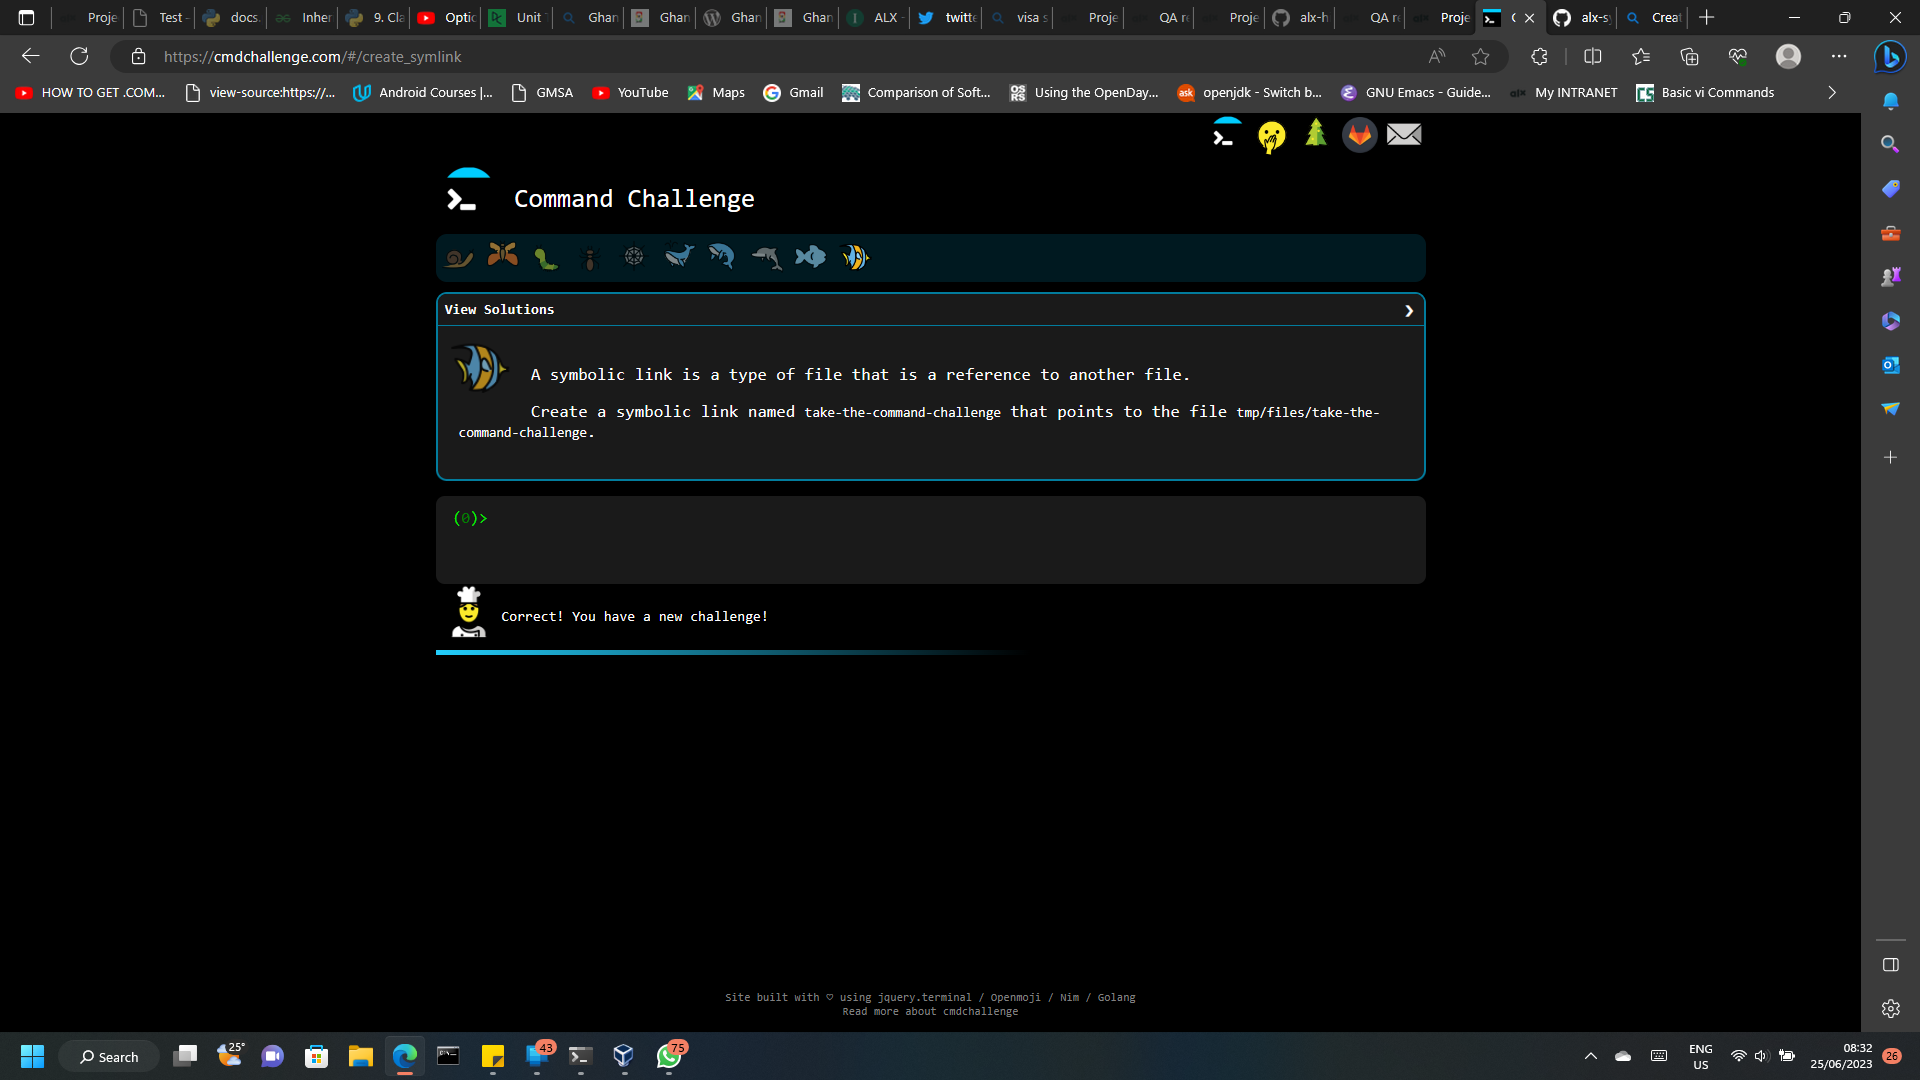 Proje
Test -
docs.
Inher
9. Cla
Optic
Unit
Ghan
Ghan
Ghan
Ghan
ALX -
twitte
visa s
Proje
QA re
Proje
alx-h
QA re
Proje
alx-sy
Creat
https://cmdchallenge.com/#/create_symlink
HOW TO GET .COM...
view-source:https://...
Android Courses |...
GMSA
YouTube
Maps
Gmail
Comparison of Soft...
Using the OpenDay...
openjdk - Switch b...
GNU Emacs - Guide...
My INTRANET
Basic vi Commands
Command Challenge
View Solutions
A symbolic link is a type of file that is a reference to another file.
Create a symbolic link named take-the-command-challenge that points to the file tmp/files/take-the-
command-challenge.
(0)>
Correct! You have a new challenge!
Site built with ♡ using jquery.terminal / Openmoji / Nim / Golang
Read more about cmdchallenge
25°
Search
43
75
ENG
US
08:32
25/06/2023
26